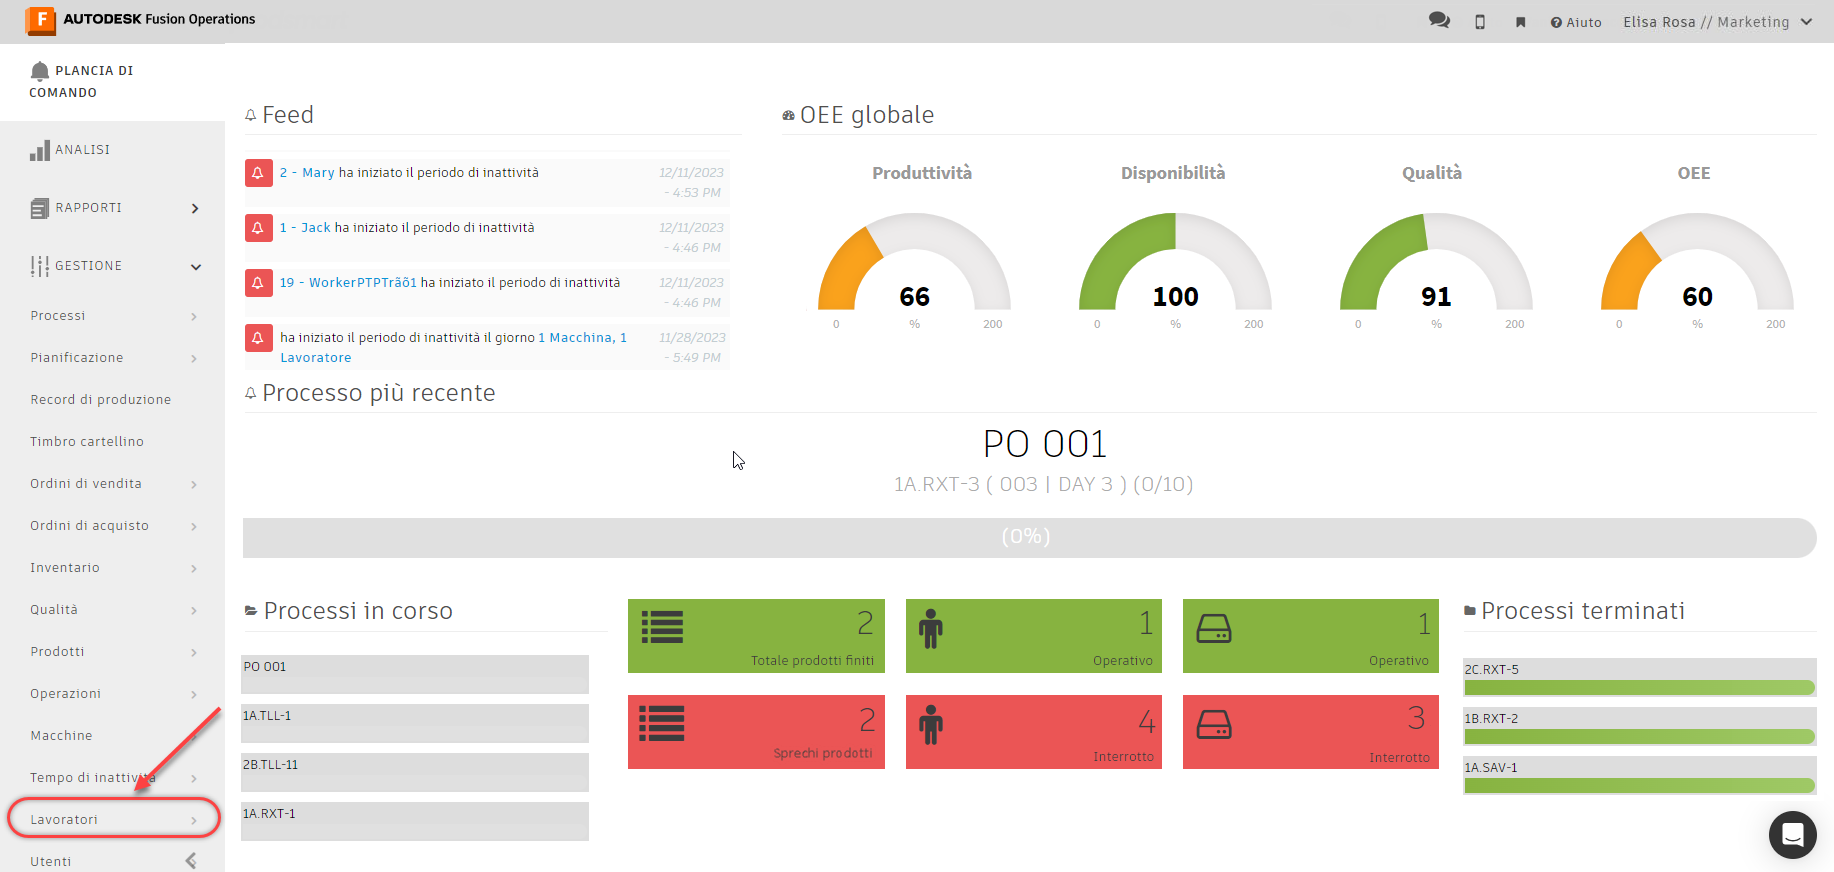 AUTODESK Fusion Operations
Aiuto
Elisa Rosa // Marketing
PLANCIA DI
COMANDO
ANALISI
RAPPORTI
GESTIONE
Processi
Pianificazione
Record di produzione
Timbro cartellino
Ordini di vendita
Ordini di acquisto
Inventario
Qualità
Prodotti
Operazioni
Macchine
Tempo di inattività
Lavoratori
Utenti
Feed
2 - Mary ha iniziato il periodo di inattività
12/11/2023
- 4:53 PM
1 - Jack ha iniziato il periodo di inattività
12/11/2023
- 4:46 PM
19 - WorkerPTPTrãõ1 ha iniziato il periodo di inattività
12/11/2023
- 4:46 PM
ha iniziato il periodo di inattività il giorno 1 Macchina, 1
Lavoratore
11/28/2023
- 5:49 PM
OEE globale
Produttività
66
0 % 200
Disponibilità
100
0 % 200
Qualità
91
0 % 200
OEE
60
0 % 200
Processo più recente
PO 001
1A.RXT-3 ( 003 | DAY 3 ) (0/10)
(0%)
Processi in corso
PO 001
1A.TLL-1
2B.TLL-11
1A.RXT-1
2
Totale prodotti finiti
1
Operativo
1
Operativo
2
Sprechi prodotti
4
Interrotto
3
Interrotto
Processi terminati
2C.RXT-5
1B.RXT-2
1A.SAV-1